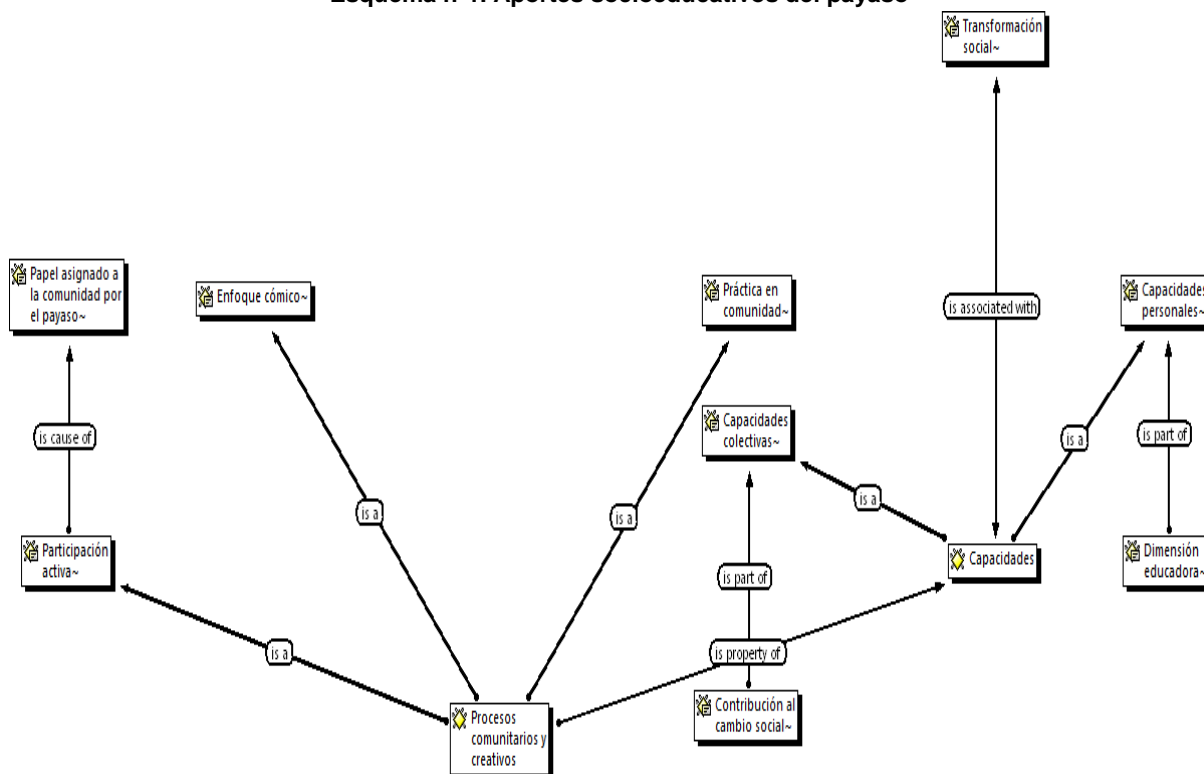 Esquema nº1: Aportes socioeducativos del payaso
Transformación
social~
Papel asignado a
la comunidad por
el payaso~
Enfoque cómico~
Práctica en
comunidad~
Capacidades
personales~
is associated with
Capacidades
colectivas~
is cause of
is a
is part of
is a
is a
is a
Participación
activa~
Capacidades
Dimensión
educadora~
is part of
is a
is property of
Procesos
comunitarios y
creativos
Contribución al
cambio social~